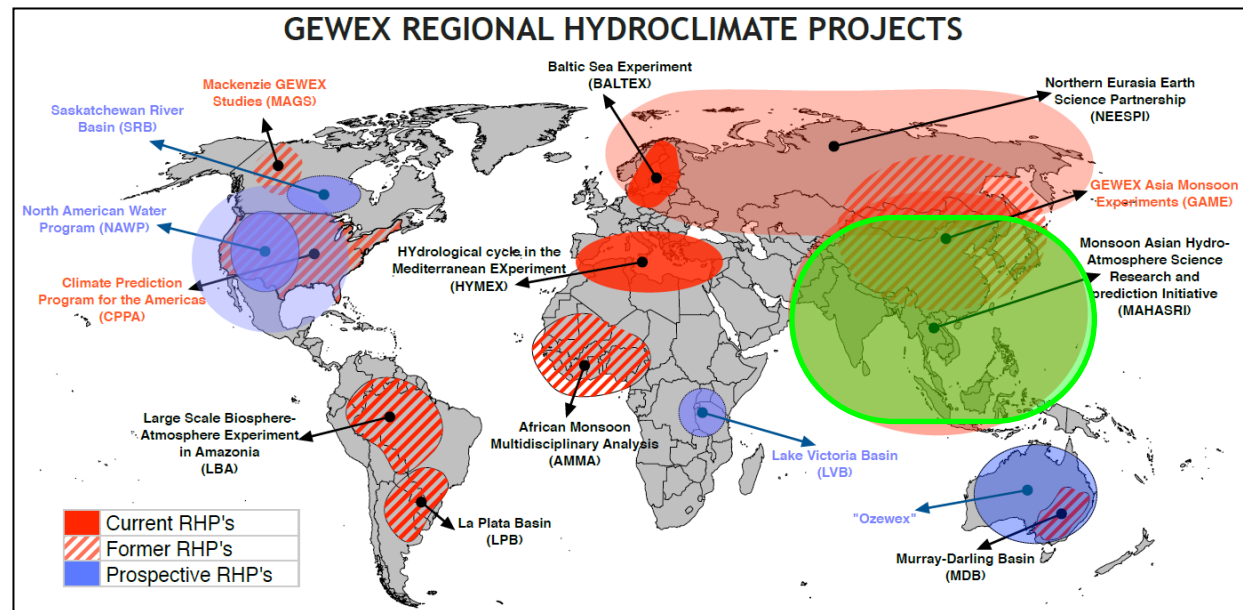 GEWEX REGIONAL HYDROCLIMATE PROJECTS
Baltic Sea Experiment
(BALTEX)
Mackenzie GEWEX
Studies (MAGS)
Northern Eurasia Earth
Science Partnership
(NEESPI)
Saskatchewan River
Basin (SRB)
GEWEX Asia Monsoon
Experiments (GAME)
North American Water
Program (NAWP)
Monsoon Asian Hydro-
Atmosphere Science
Research and
prediction Initiative
(MAHASRI)
HYdrological cycle in the
Mediterranean EXperiment
(HYMEX)
Climate Prediction
Program for the Americas
(CPPA)
Large Scale Biosphere-
Atmosphere Experiment
in Amazonia
(LBA)
African Monsoon
Multidisciplinary Analysis
(AMMA)
Lake Victoria Basin
(LVB)
La Plata Basin
(LPB)
"Ozewex"
Murray-Darling Basin
(MDB)
Current RHP's
Former RHP's
Prospective RHP's